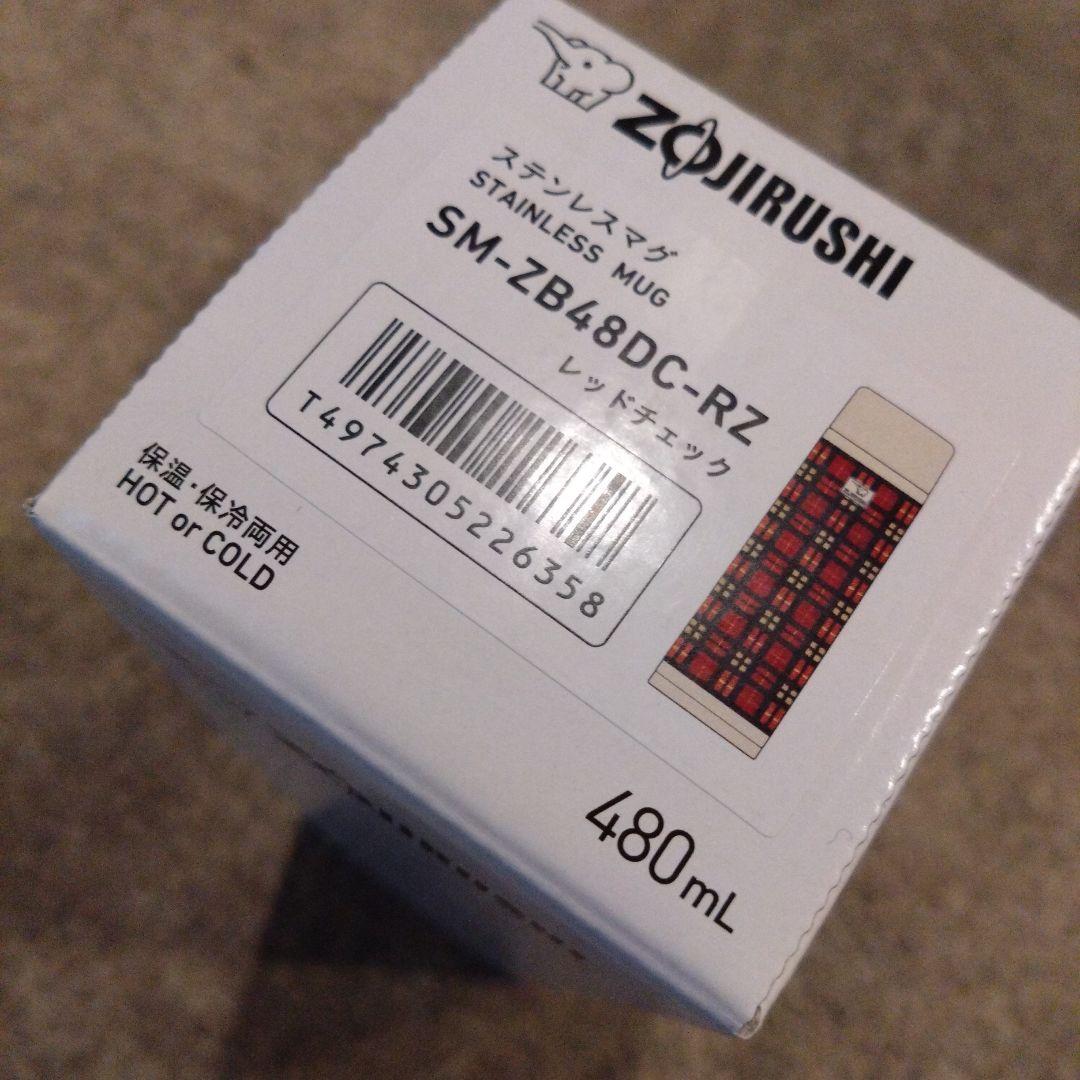 ZOJIRUSHI
ステンレスマグ
STAINLESS MUG
SM-ZB48DC-RZ
レッドチェック
T4974305226358
保温・保冷両用
HOT or COLD
480mL